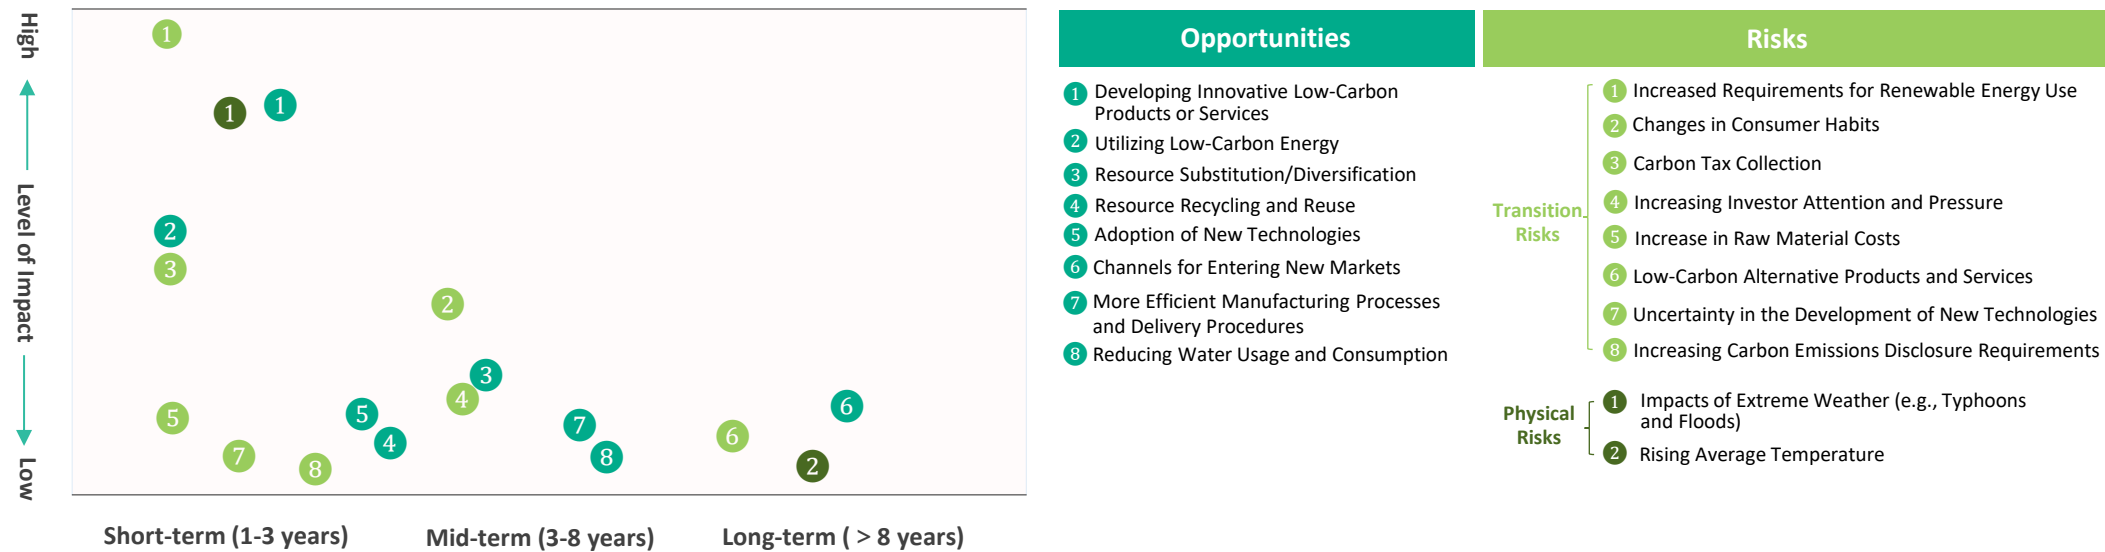 High
Level of Impact
Low
1
1
1
2
3
2
3
4
5
5
4
7
8
7
8
6
6
2
Short-term (1-3 years)
Mid-term (3-8 years)
Long-term ( > 8 years)
Opportunities
1 Developing Innovative Low-Carbon
Products or Services
2 Utilizing Low-Carbon Energy
3 Resource Substitution/Diversification
4 Resource Recycling and Reuse
5 Adoption of New Technologies
6 Channels for Entering New Markets
7 More Efficient Manufacturing Processes
and Delivery Procedures
8 Reducing Water Usage and Consumption
Risks
Transition
Risks
1 Increased Requirements for Renewable Energy Use
2 Changes in Consumer Habits
3 Carbon Tax Collection
4 Increasing Investor Attention and Pressure
5 Increase in Raw Material Costs
6 Low-Carbon Alternative Products and Services
7 Uncertainty in the Development of New Technologies
8 Increasing Carbon Emissions Disclosure Requirements
Physical
Risks
1 Impacts of Extreme Weather (e.g., Typhoons
and Floods)
2 Rising Average Temperature